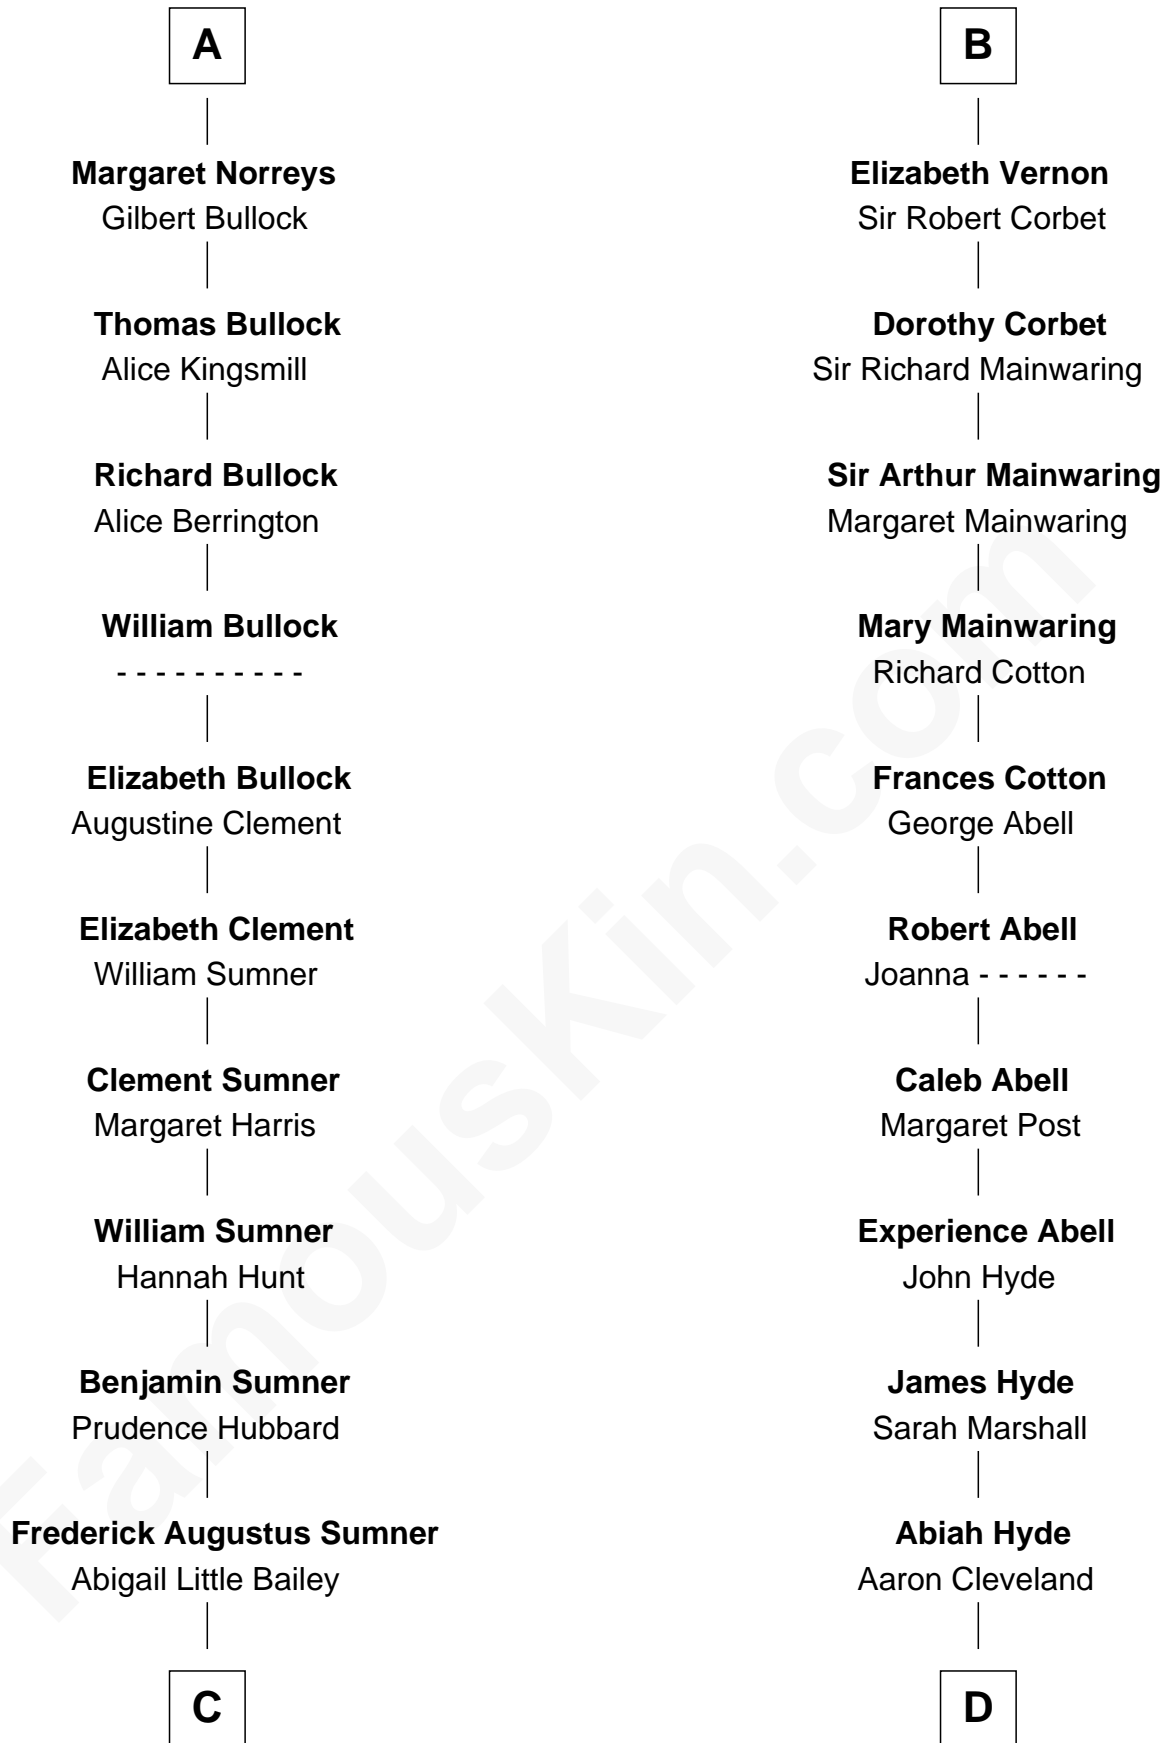 A
Margaret Norreys
Gilbert Bullock
Thomas Bullock
Alice Kingsmill
Richard Bullock
Alice Berrington
William Bullock
- - - - - - - - - -
Elizabeth Bullock
Augustine Clement
Elizabeth Clement
William Sumner
Clement Sumner
Margaret Harris
William Sumner
Hannah Hunt
Benjamin Sumner
Prudence Hubbard
Frederick Augustus Sumner
Abigail Little Bailey
C
B
Elizabeth Vernon
Sir Robert Corbet
Dorothy Corbet
Sir Richard Mainwaring
Sir Arthur Mainwaring
Margaret Mainwaring
Mary Mainwaring
Richard Cotton
Frances Cotton
George Abell
Robert Abell
Joanna - - - - - -
Caleb Abell
Margaret Post
Experience Abell
John Hyde
James Hyde
Sarah Marshall
Abiah Hyde
Aaron Cleveland
D
FamousKin.com